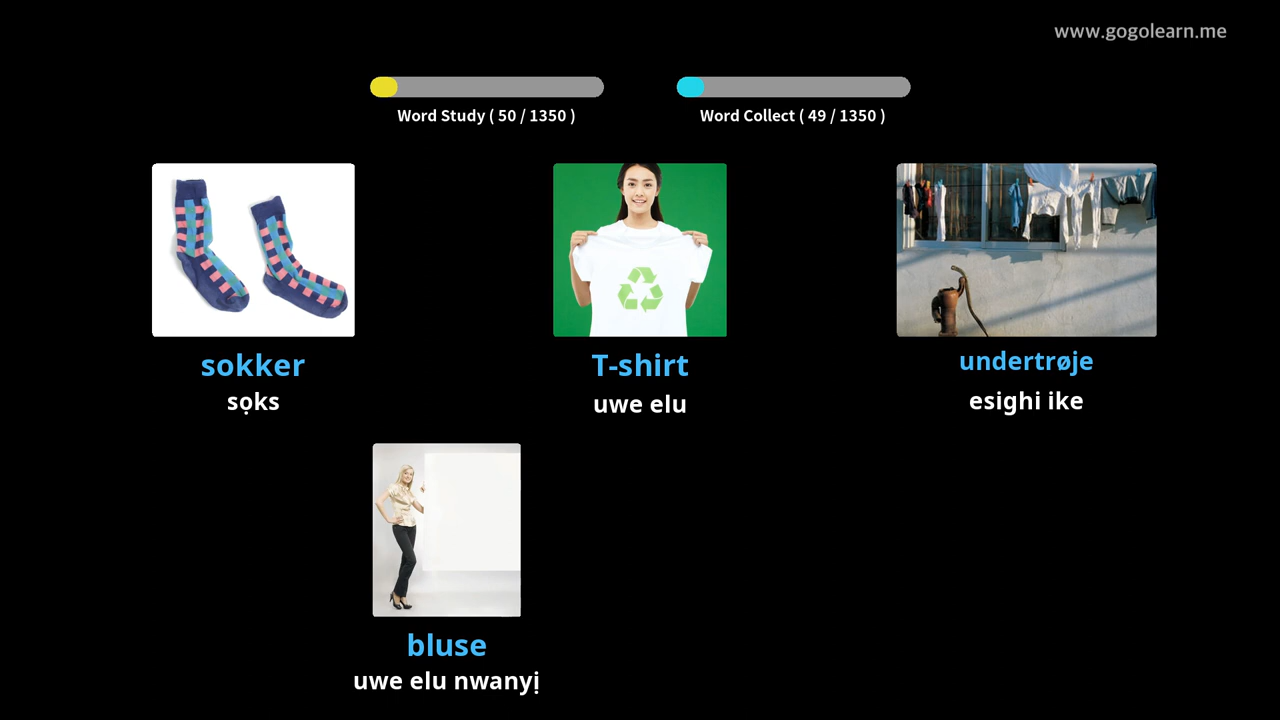 www.gogolearn.me
Word Study ( 50 / 1350 )
Word Collect ( 49 / 1350 )
sokker
sọks
T-shirt
uwe elu
undertrøje
esighi ike
bluse
uwe elu nwanyị